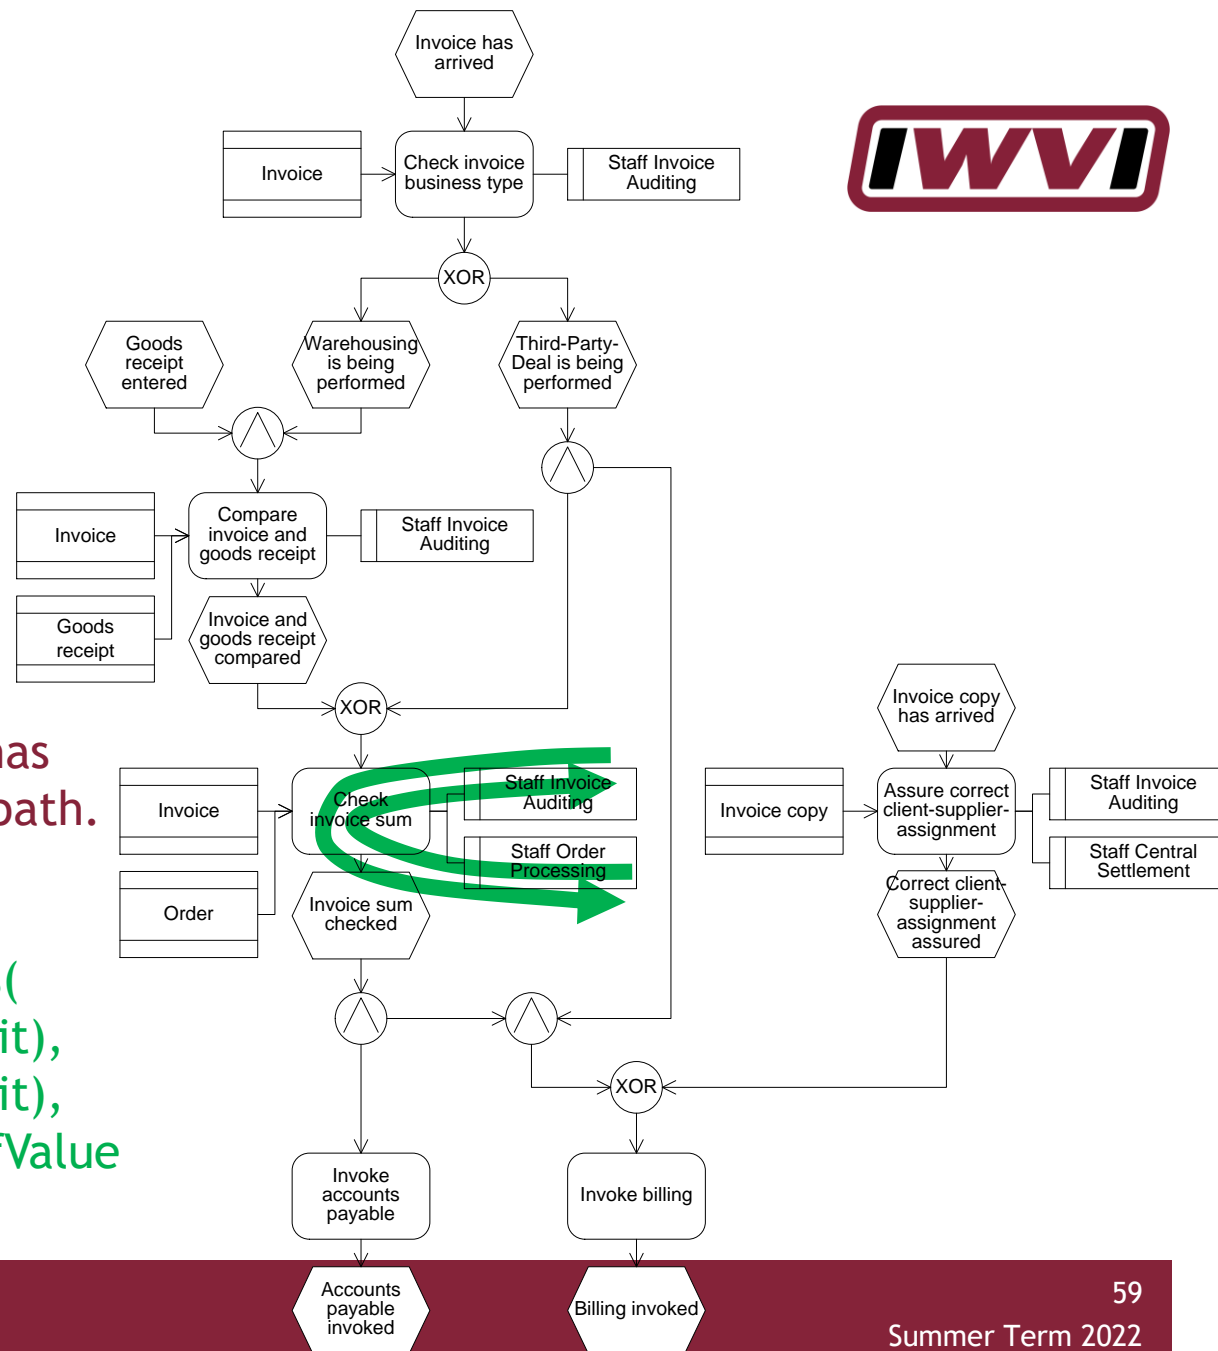 Invoice has
arrived
IWVI
Invoice
Check invoice
business type
Staff Invoice
Auditing
XOR
Goods
receipt
entered
Warehousing
is being
performed
Third-Party-
Deal is being
performed
Invoice
Compare
invoice and
goods receipt
Staff Invoice
Auditing
Goods
receipt
Invoice and
goods receipt
compared
XOR
Invoice copy
has arrived
has
path.
Invoice
Check
invoice sum
Staff Invoice
Auditing
Staff Order
Processing
Invoice copy
Assure correct
client-supplier-
assignment
Staff Invoice
Auditing
Staff Central
Settlement
Order
Invoice sum
checked
Correct client-
supplier-
assignment
assured
(
it),
it),
fValue
XOR
Invoke
accounts
payable
Invoke billing
Accounts
payable
invoked
Billing invoked
59
Summer Term 2022